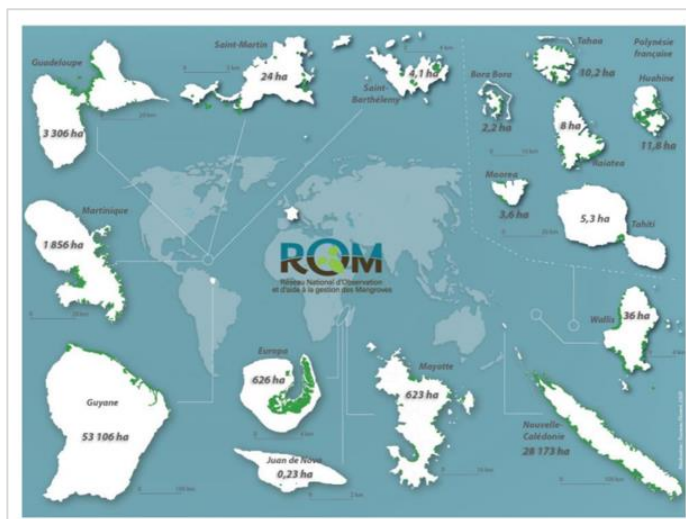 Guadeloupe
3 306 ha
Saint-Martin
24 ha
Saint-
Barthélemy
4,1 ha
Bora Bora
2,2 ha
Tahaa
10,2 ha
Polynésie
française
Huahine
11,8 ha
8 ha
Raiatea
Moorea
3,6 ha
5,3 ha
Tahiti
Martinique
1 856 ha
ROM
Réseau National d'Observation
et d'aide à la gestion des Mangroves
Wallis
36 ha
Guyane
53 106 ha
Europa
626 ha
Juan de Nova
0,23 ha
2 km
Mayotte
623 ha
Nouvelle-
Calédonie
28 173 ha